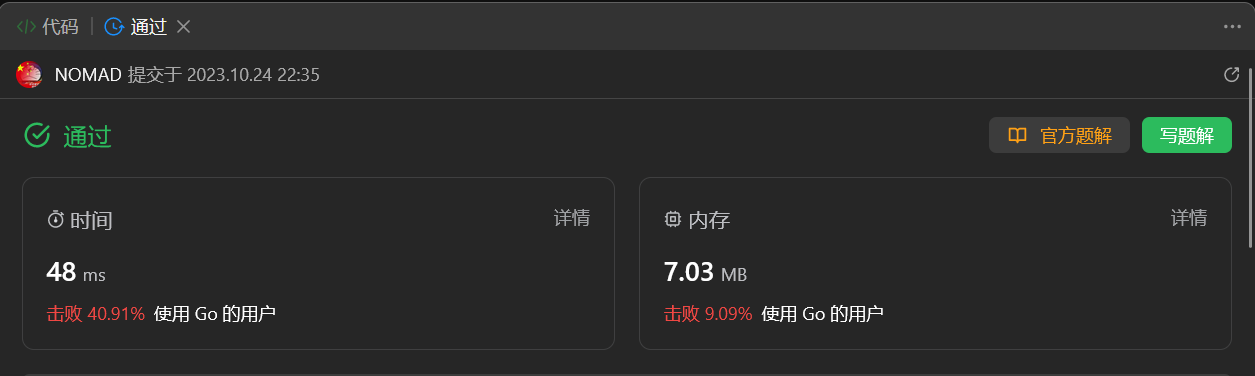 代码 | 通过
NOMAD 提交于 2023.10.24 22:35
通过
官方题解 写题解
时间 详情
48 ms
击败 40.91% 使用 Go 的用户
内存 详情
7.03 MB
击败 9.09% 使用 Go 的用户